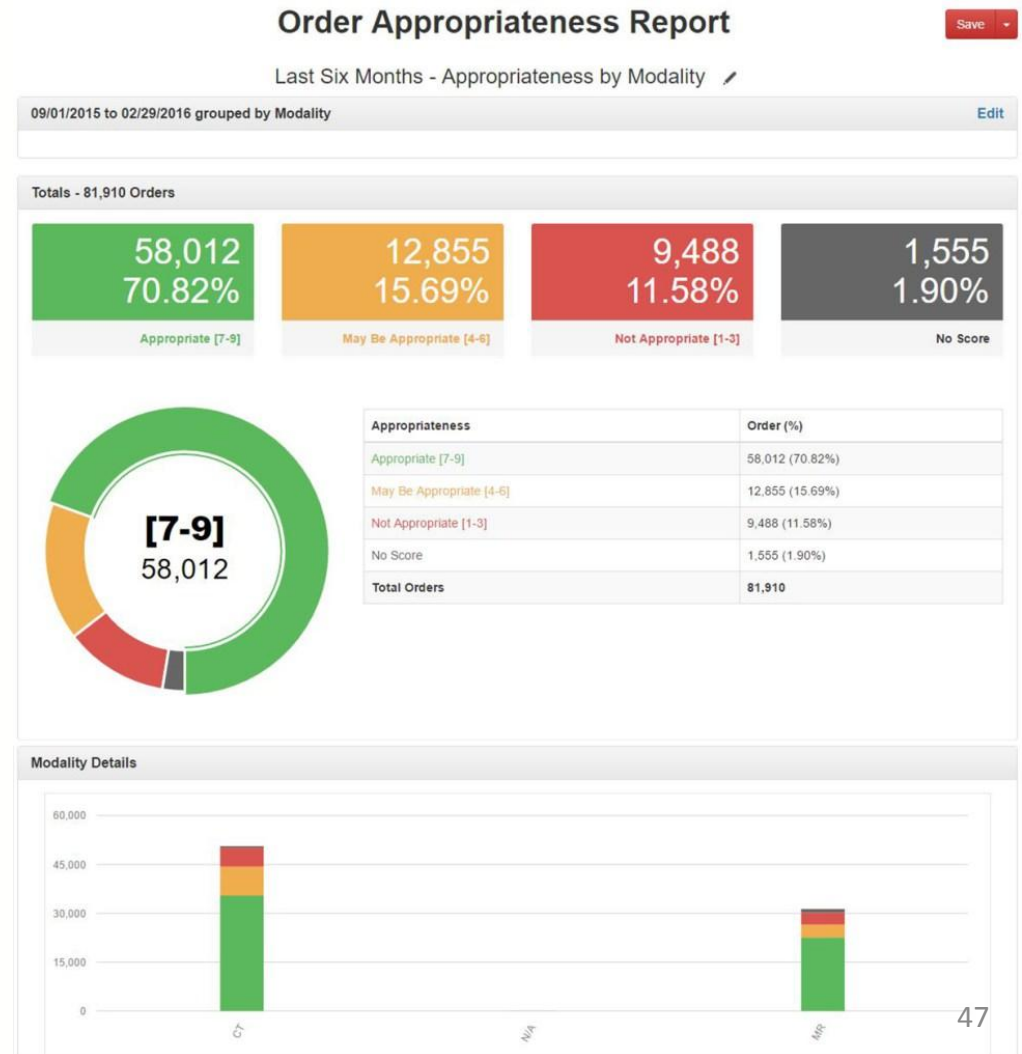 Order Appropriateness Report
Save
Last Six Months - Appropriateness by Modality
09/01/2015 to 02/29/2016 grouped by Modality
Edit
Totals - 81,910 Orders
58,012
70.82%
Appropriate [7-9]
12,855
15.69%
May Be Appropriate [4-6]
9,488
11.58%
Not Appropriate [1-3]
1,555
1.90%
No Score
[7-9]
58,012
Appropriateness Order (%)
Appropriate [7-9] 58,012 (70.82%)
May Be Appropriate [4-6] 12,855 (15.69%)
Not Appropriate [1-3] 9,488 (11.58%)
No Score 1,555 (1.90%)
Total Orders 81,910
Modality Details
60,000
45,000
30,000
15,000
0
CT
N/A
MR
47